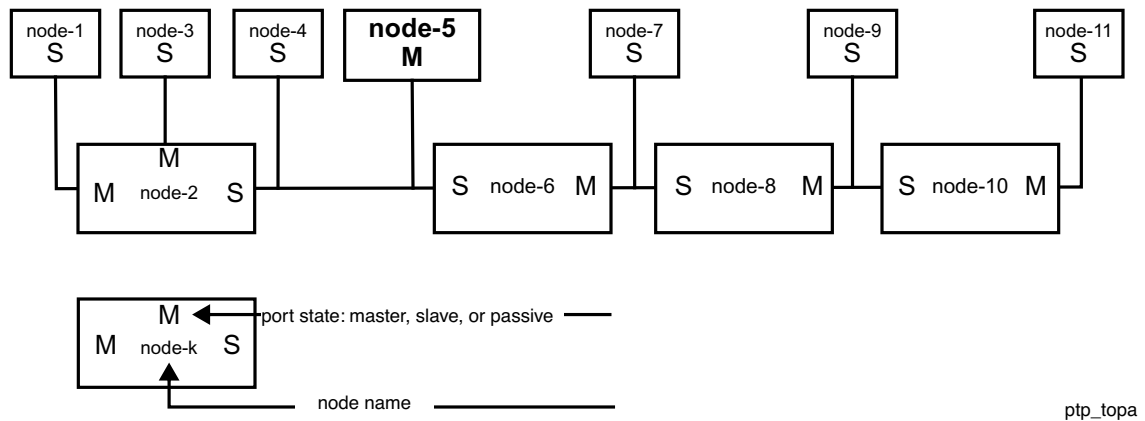 node-1
S
node-3
S
node-4
S
node-5
M
node-7
S
node-9
S
node-11
S
M
M node-2 S
S node-6 M
S node-8 M
S node-10 M
M
port state: master, slave, or passive
M node-k S
node name
ptp_topa